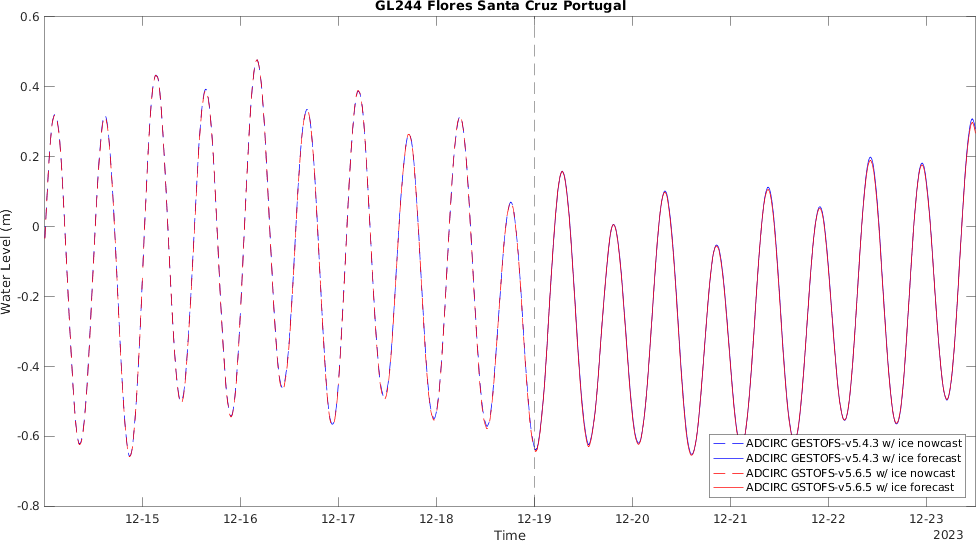 GL244 Flores Santa Cruz Portugal
0.6
0.4
0.2
0
-0.2
-0.4
-0.6
-0.8
Water Level (m)
ADCIRC GESTOFS-v5.4.3 w/ ice nowcast
ADCIRC GESTOFS-v5.4.3 w/ ice forecast
ADCIRC GSTOFS-v5.6.5 w/ ice nowcast
ADCIRC GSTOFS-v5.6.5 w/ ice forecast
12-15 12-16 12-17 12-18 12-19 12-20 12-21 12-22 12-23
Time
2023